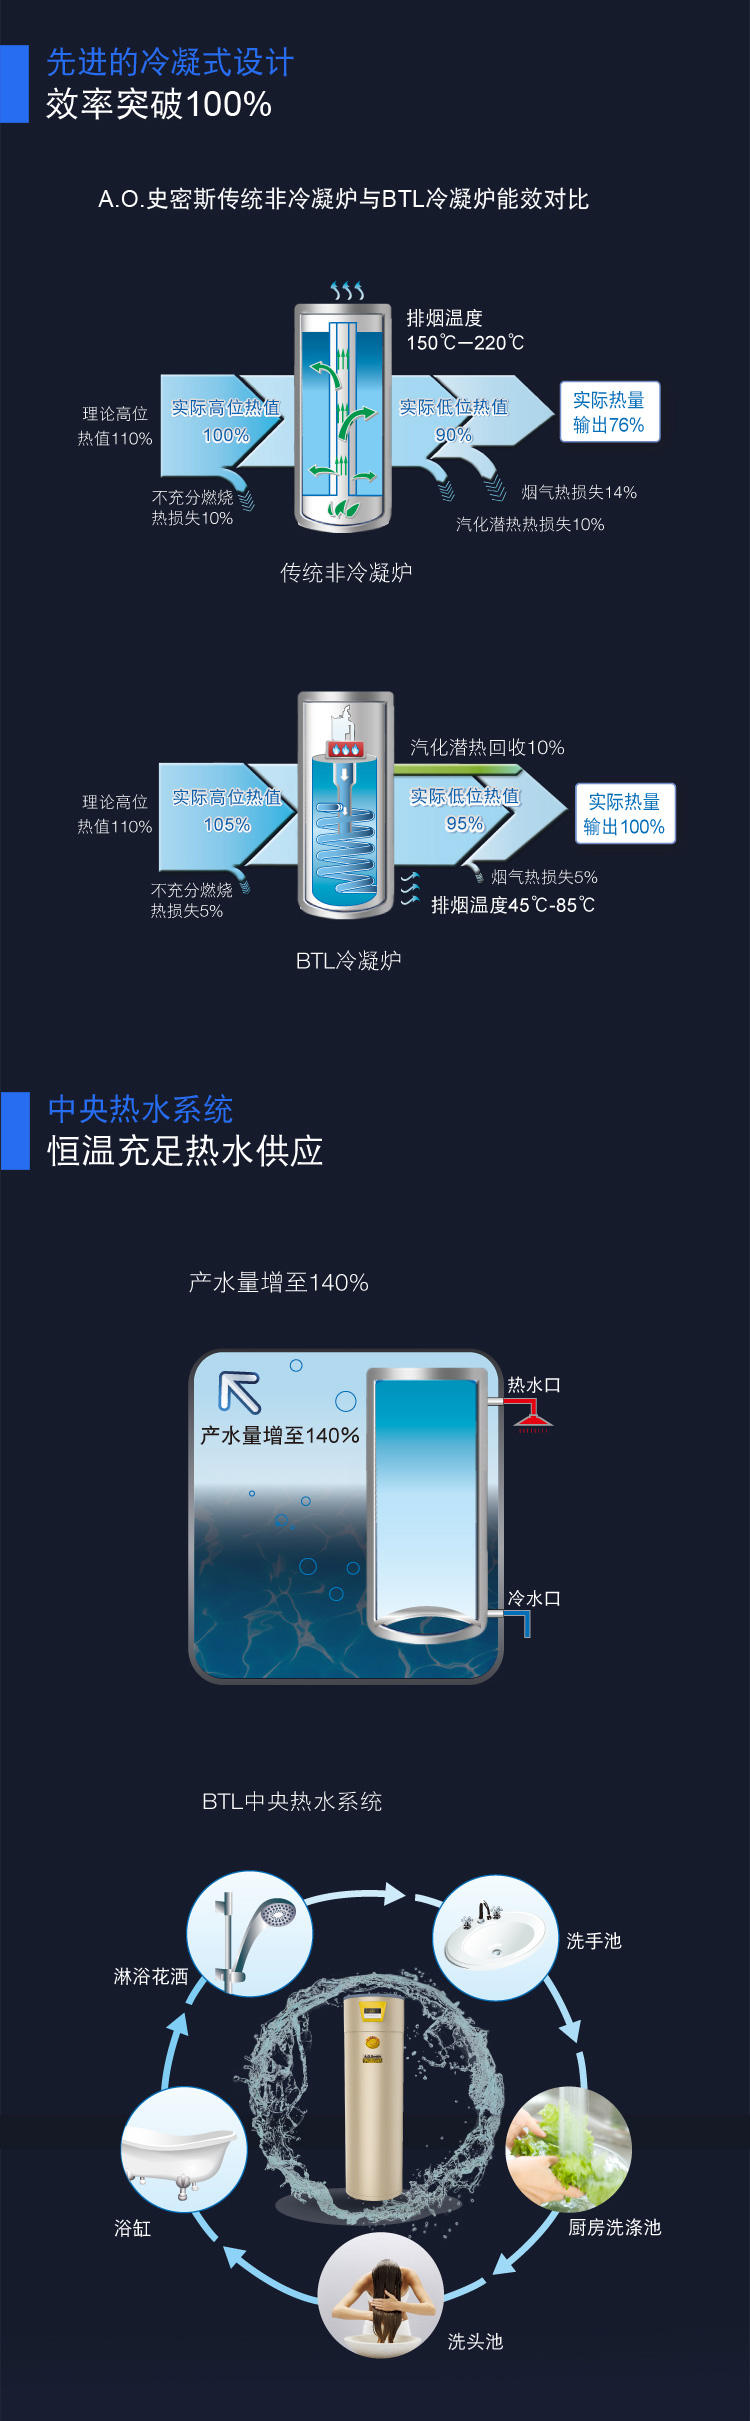 先进的冷凝式设计
效率突破100%
A.O.史密斯传统非冷凝炉与BTL冷凝炉能效对比
排烟温度
150℃—220℃
理论高位
热值110%
实际高位热值
100%
实际低位热值
90%
实际热量
输出76%
不充分燃烧
热损失10%
烟气热损失14%
汽化潜热热损失10%
传统非冷凝炉
汽化潜热回收10%
理论高位
热值110%
实际高位热值
105%
实际低位热值
95%
实际热量
输出100%
不充分燃烧
热损失5%
烟气热损失5%
排烟温度45℃-85℃
BTL冷凝炉
中央热水系统
恒温充足热水供应
产水量增至140%
热水口
产水量增至140%
冷水口
BTL中央热水系统
洗手池
淋浴花洒
A.O.Smith
浴缸
厨房洗涤池
洗头池